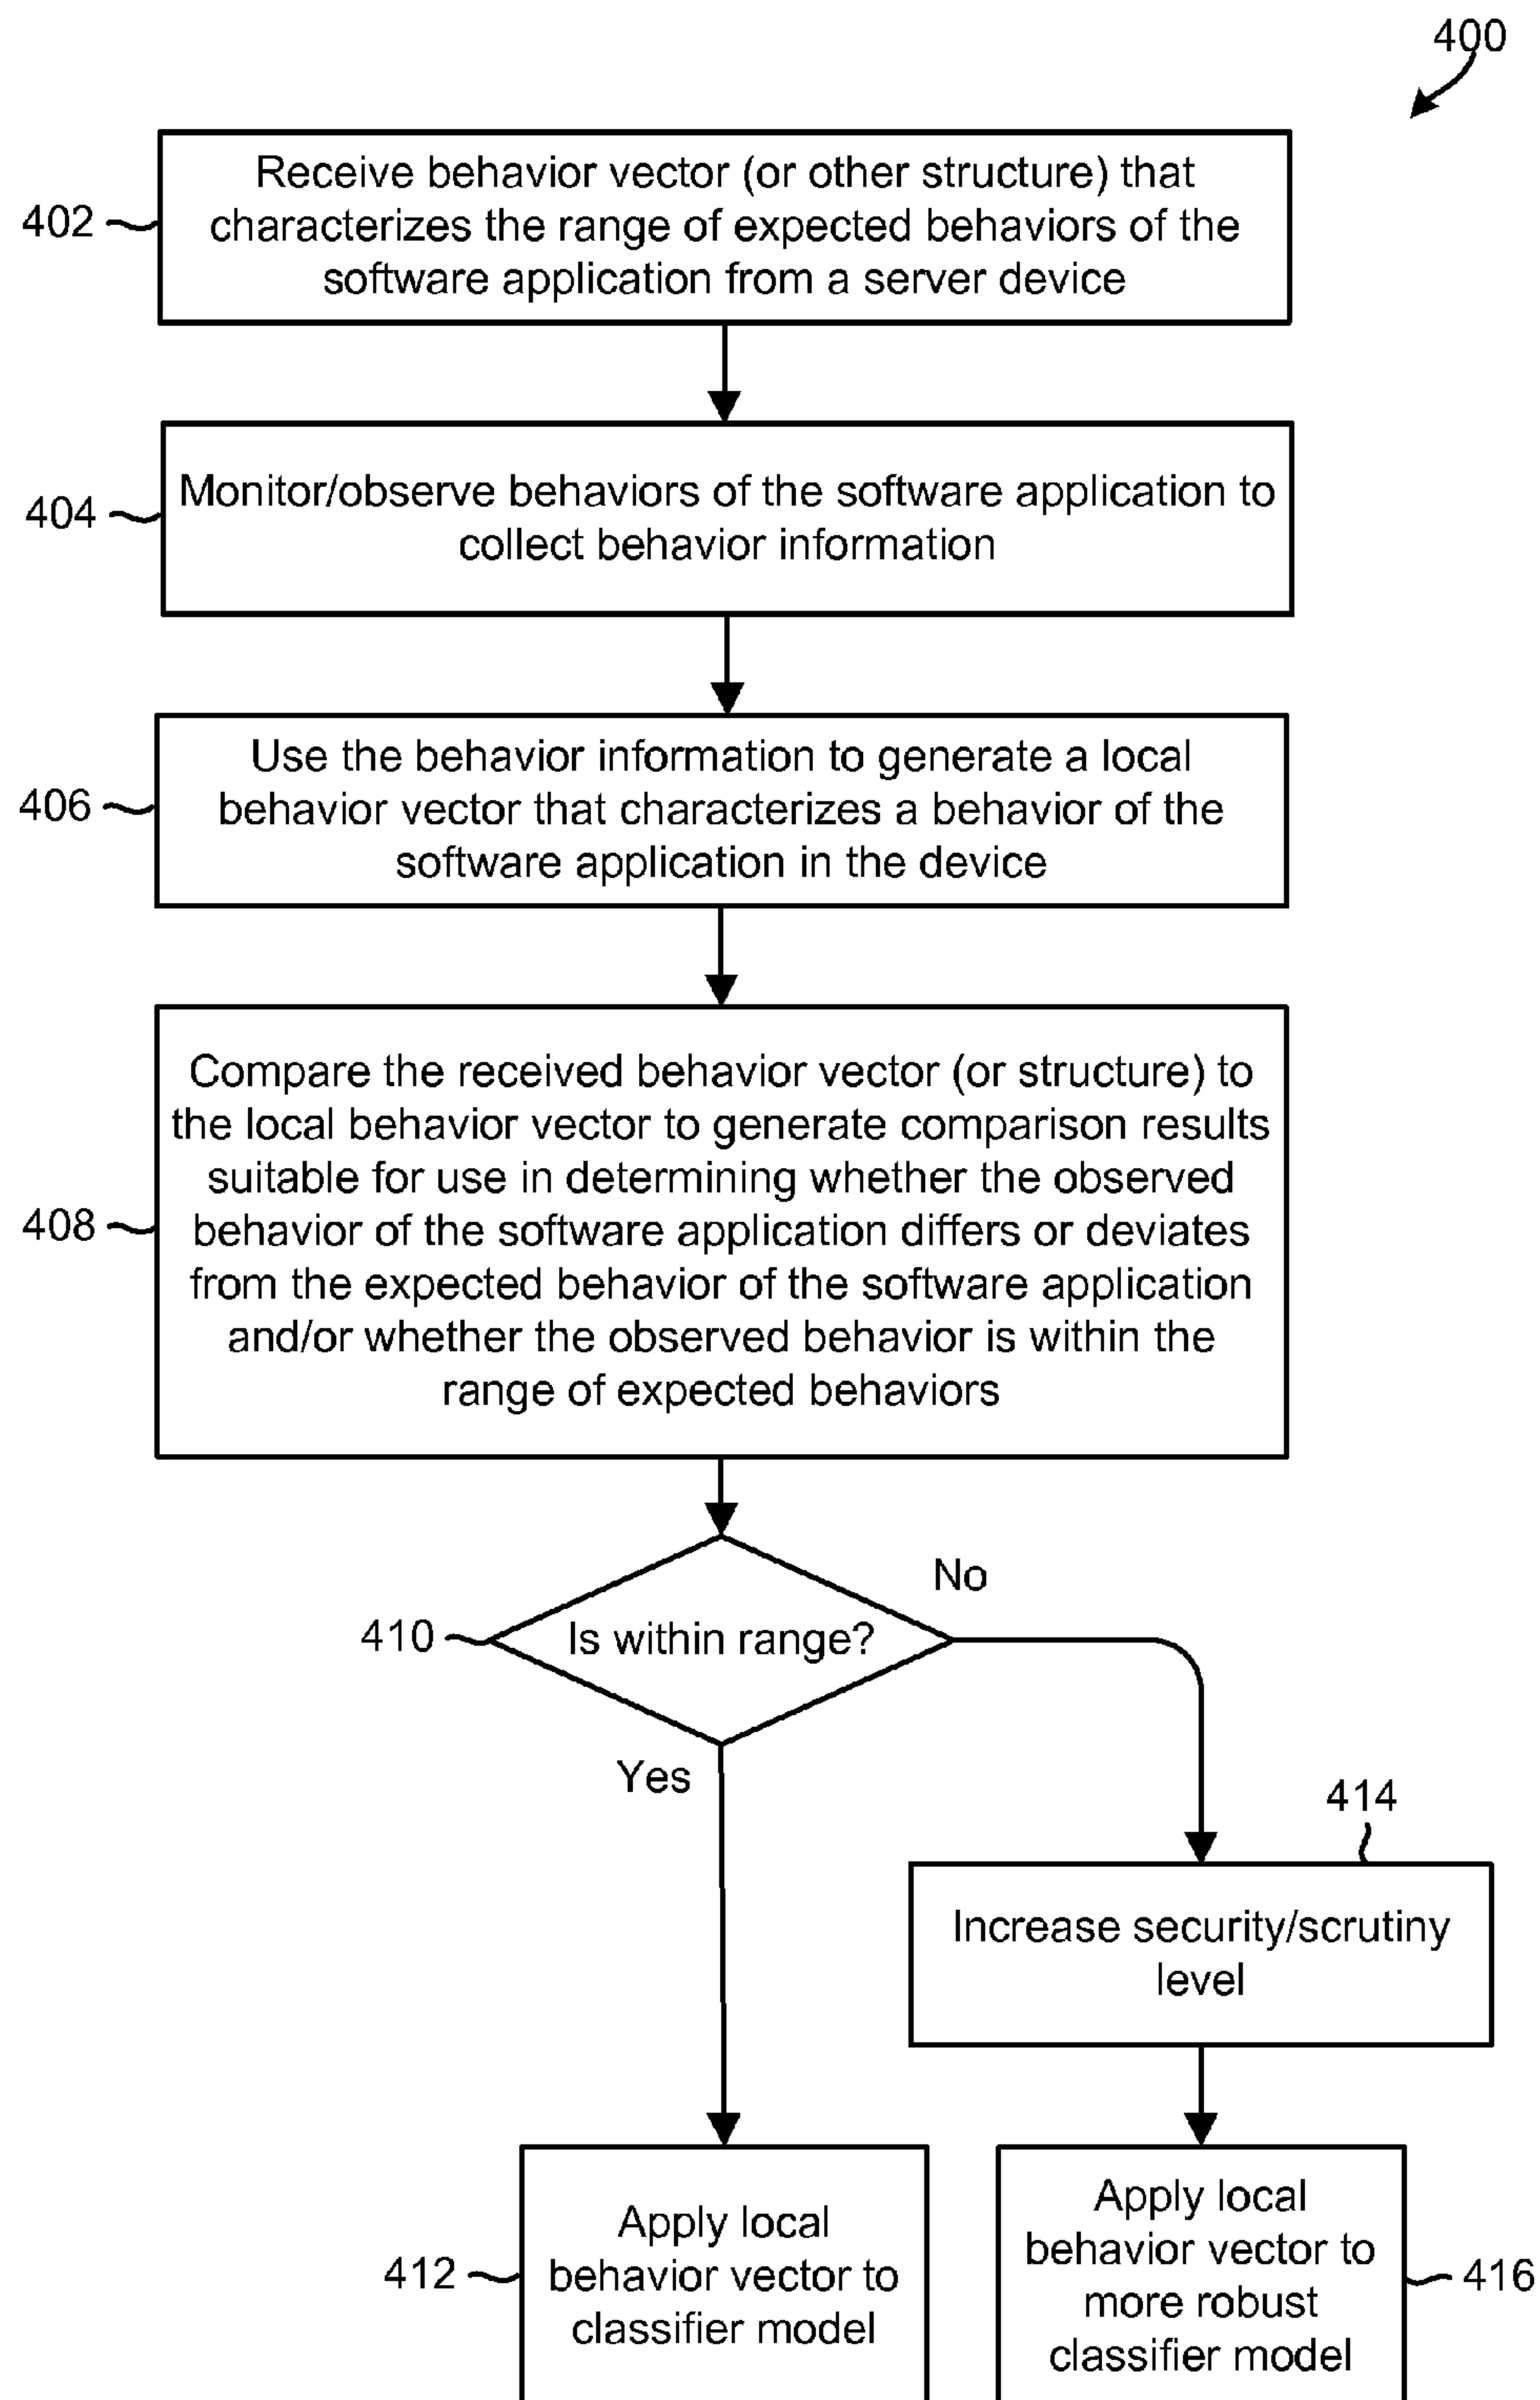 400
402
Receive behavior vector (or other structure) that
characterizes the range of expected behaviors of the
software application from a server device
404
Monitor/observe behaviors of the software application to
collect behavior information
406
Use the behavior information to generate a local
behavior vector that characterizes a behavior of the
software application in the device
408
Compare the received behavior vector (or structure) to
the local behavior vector to generate comparison results
suitable for use in determining whether the observed
behavior of the software application differs or deviates
from the expected behavior of the software application
and/or whether the observed behavior is within the
range of expected behaviors
410
Is within range?
No
Yes
414
Increase security/scrutiny
level
412
Apply local
behavior vector to
classifier model
Apply local
behavior vector to
more robust
classifier model
416